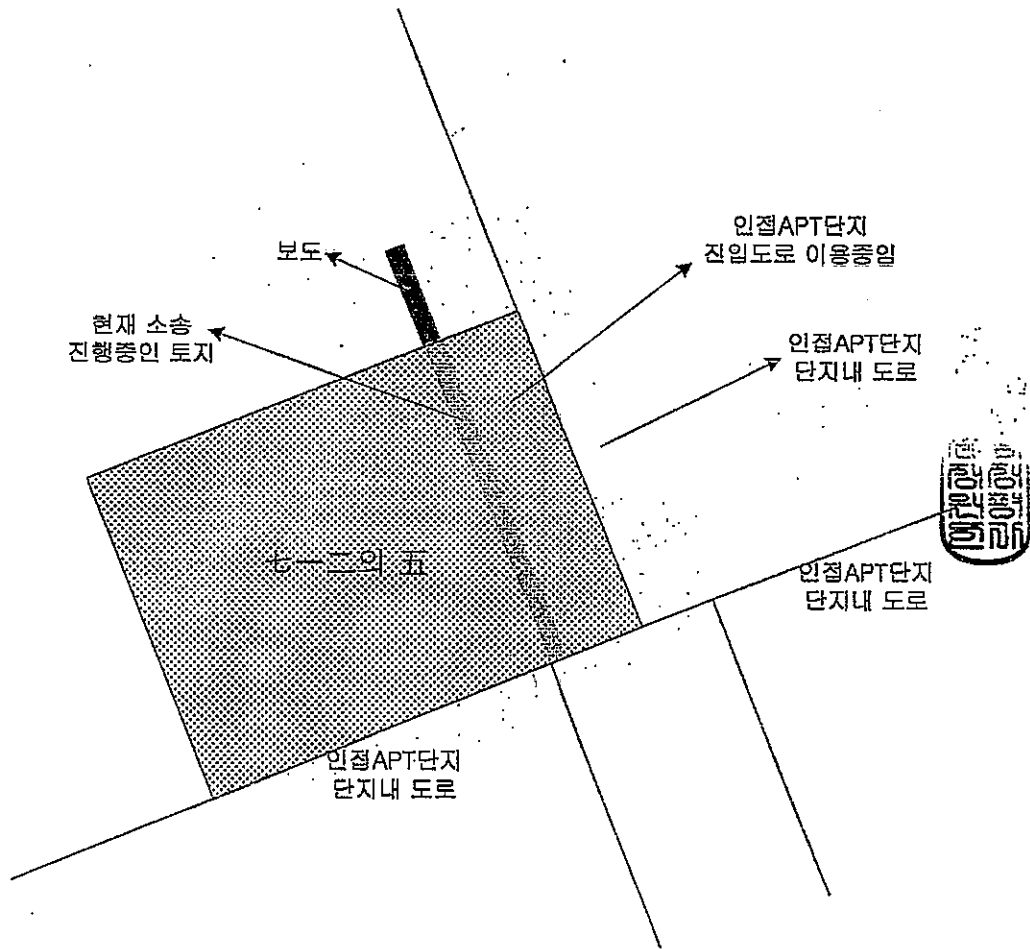 보도
인접APT단지
진입도로 이용중임
현재 소송
진행중인 토지
인접APT단지
단지내 도로
七一二의 五
인접APT단지
단지내 도로
인접APT단지
단지내 도로